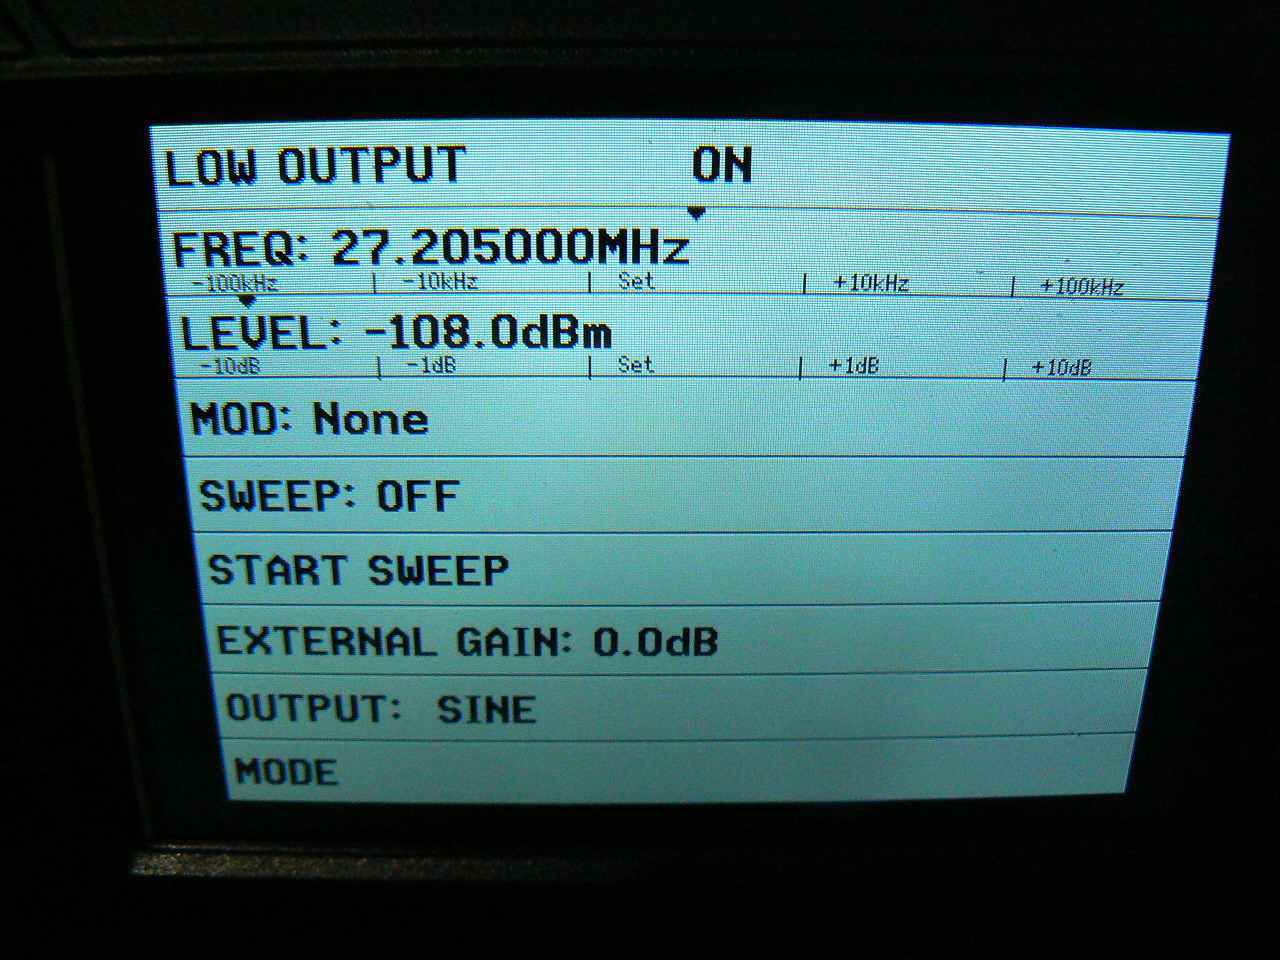 LOW OUTPUT ON
FREQ: 27.205000MHz
-100kHz | -10kHz | Set | +10kHz | +100kHz
LEVEL: -108.0dBm
-10dB | -1dB | Set | +1dB | +10dB
MOD: None
SWEEP: OFF
START SWEEP
EXTERNAL GAIN: 0.0dB
OUTPUT: SINE
MODE